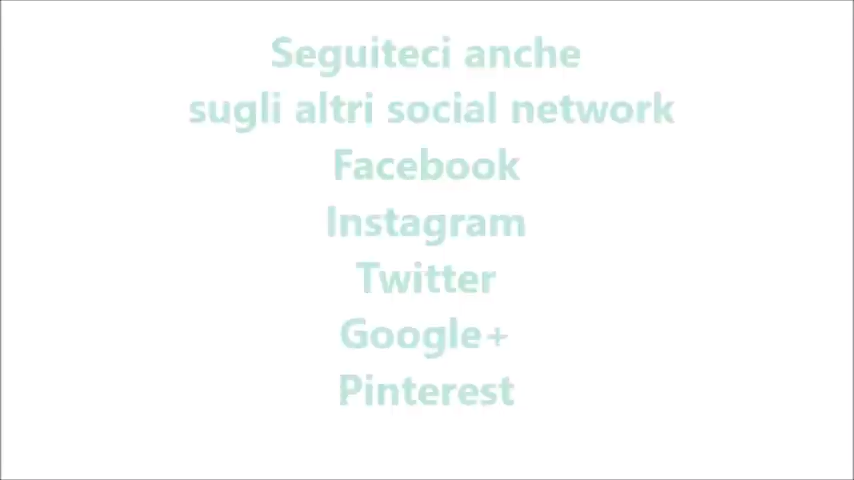 Seguiteci anche
sugli altri social network
Facebook
Instagram
Twitter
Google+
Pinterest